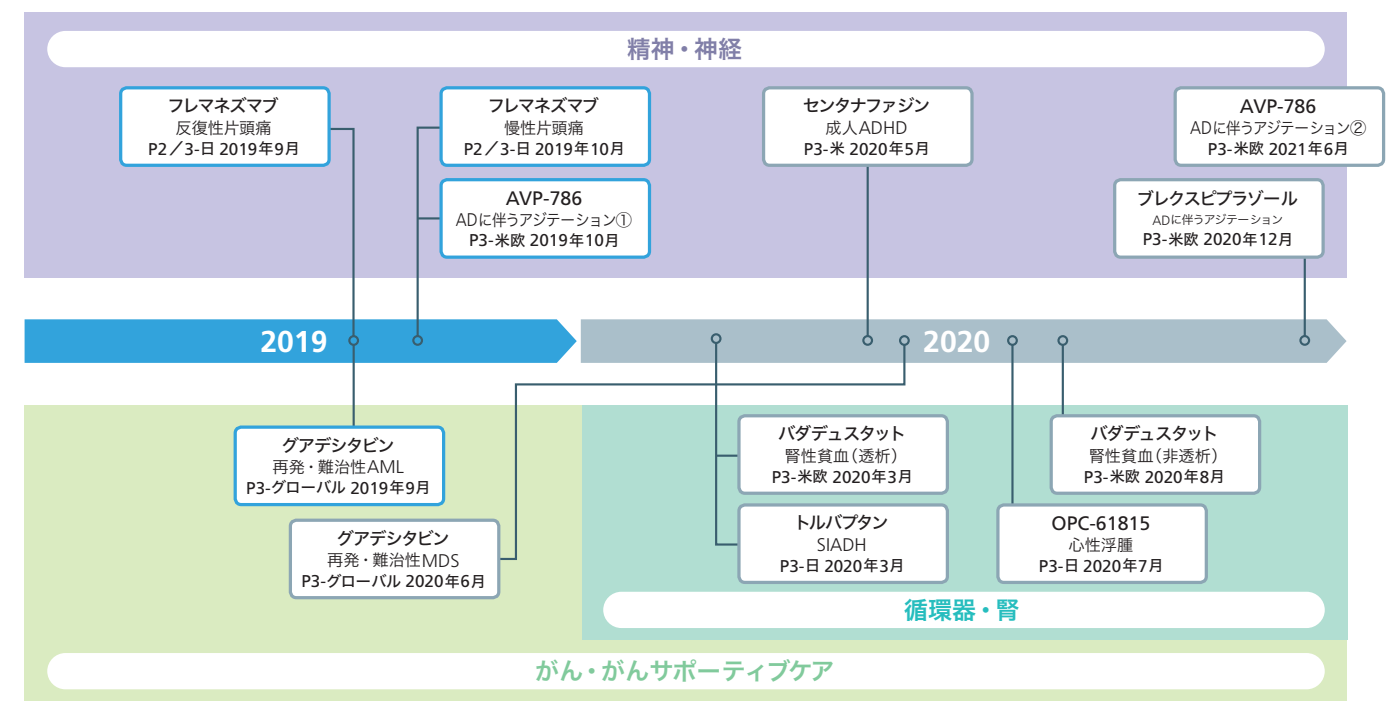 精神・神経
フレマネズマブ
反復性片頭痛
P2／3-日 2019年9月
フレマネズマブ
慢性片頭痛
P2／3-日 2019年10月
AVP-786
ADに伴うアジテーション①
P3-米欧 2019年10月
センタナファジン
成人ADHD
P3-米 2020年5月
AVP-786
ADに伴うアジテーション②
P3-米欧 2021年6月
ブレクスピプラゾール
ADに伴うアジテーション
P3-米欧 2020年12月
2019
2020
グアデシタビン
再発・難治性AML
P3-グローバル 2019年9月
グアデシタビン
再発・難治性MDS
P3-グローバル 2020年6月
バダデュスタット
腎性貧血（透析）
P3-米欧 2020年3月
トルバプタン
SIADH
P3-日 2020年3月
バダデュスタット
腎性貧血（非透析）
P3-米欧 2020年8月
OPC-61815
心性浮腫
P3-日 2020年7月
循環器・腎
がん・がんサポーティブケア